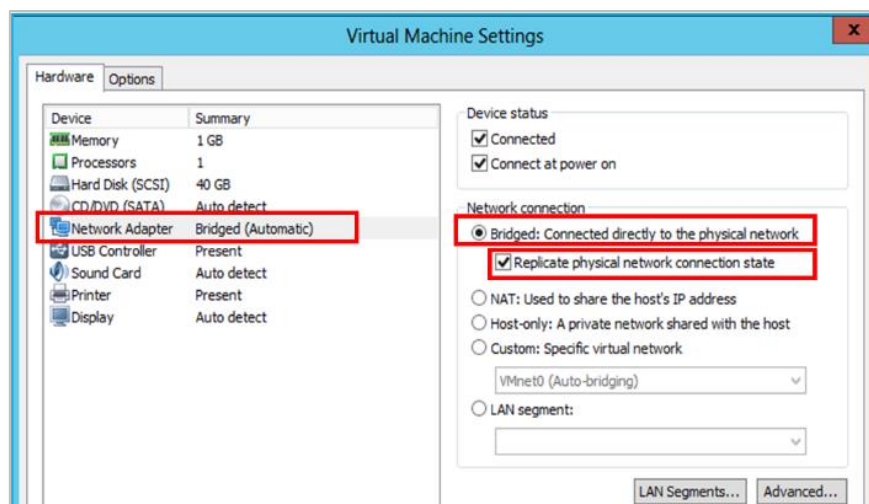 Virtual Machine Settings
x
Hardware Options
Device Summary
Memory 1 GB
Processors 1
Hard Disk (SCSI) 40 GB
CD/DVD (SATA) Auto detect
Network Adapter Bridged (Automatic)
USB Controller Present
Sound Card Auto detect
Printer Present
Display Auto detect
Device status
Connected
Connect at power on
Network connection
Bridged: Connected directly to the physical network
Replicate physical network connection state
NAT: Used to share the host's IP address
Host-only: A private network shared with the host
Custom: Specific virtual network
VMnet0 (Auto-bridging)
LAN segment:
LAN Segments... Advanced...